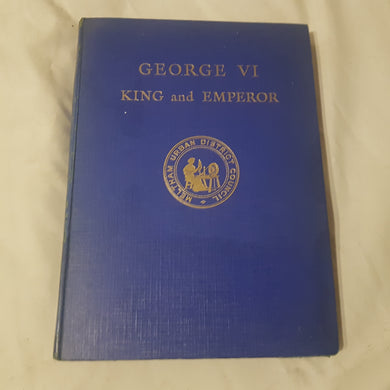 GEORGE VI
KING and EMPEROR
MELTHAM URBAN DISTRICT COUNCIL